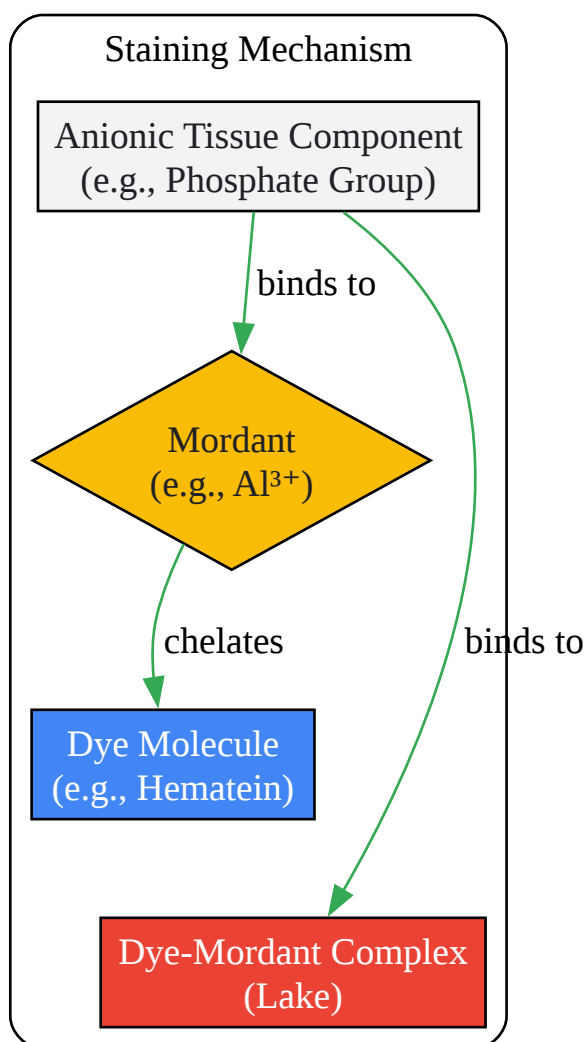 Staining Mechanism
Anionic Tissue Component
(e.g., Phosphate Group)
binds to
Mordant
(e.g., Al³⁺)
chelates
binds to
Dye Molecule
(e.g., Hematein)
Dye-Mordant Complex
(Lake)